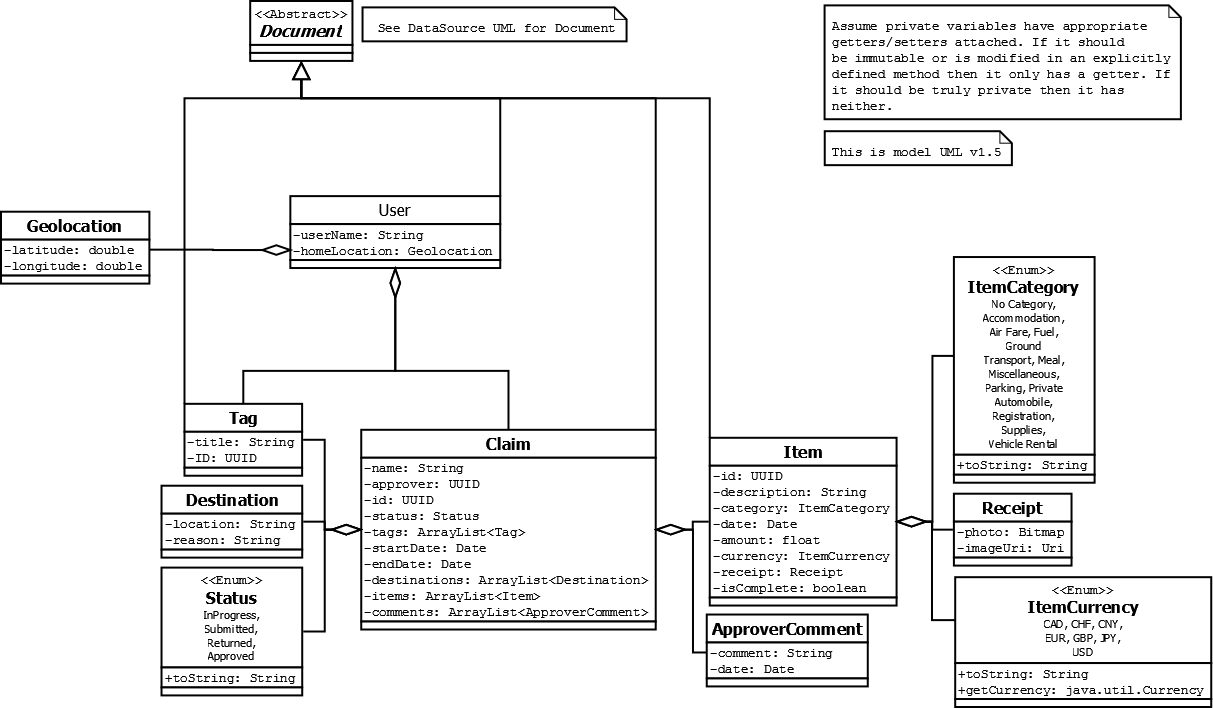 <<Abstract>>
Document
See DataSource UML for Document
Assume private variables have appropriate
getters/setters attached. If it should
be immutable or is modified in an explicitly
defined method then it only has a getter. If
it should be truly private then it has
neither.
This is model UML v1.5
Geolocation
-latitude: double
-longitude: double
User
-userName: String
-homeLocation: Geolocation
Tag
-title: String
-ID: UUID
Destination
-location: String
-reason: String
<<Enum>>
Status
InProgress,
Submitted,
Returned,
Approved
+toString: String
Claim
-name: String
-approver: UUID
-id: UUID
-status: Status
-tags: ArrayList<Tag>
-startDate: Date
-endDate: Date
-destinations: ArrayList<Destination>
-items: ArrayList<Item>
-comments: ArrayList<ApproverComment>
Item
-id: UUID
-description: String
-category: ItemCategory
-date: Date
-amount: float
-currency: ItemCurrency
-receipt: Receipt
-isComplete: boolean
ApproverComment
-comment: String
-date: Date
<<Enum>>
ItemCategory
No Category,
Accommodation,
Air Fare, Fuel,
Ground
Transport, Meal,
Miscellaneous,
Parking, Private
Automobile,
Registration,
Supplies,
Vehicle Rental
+toString: String
Receipt
-photo: Bitmap
-imageUri: Uri
<<Enum>>
ItemCurrency
CAD, CHF, CNY,
EUR, GBP, JPY,
USD
+toString: String
+getCurrency: java.util.Currency